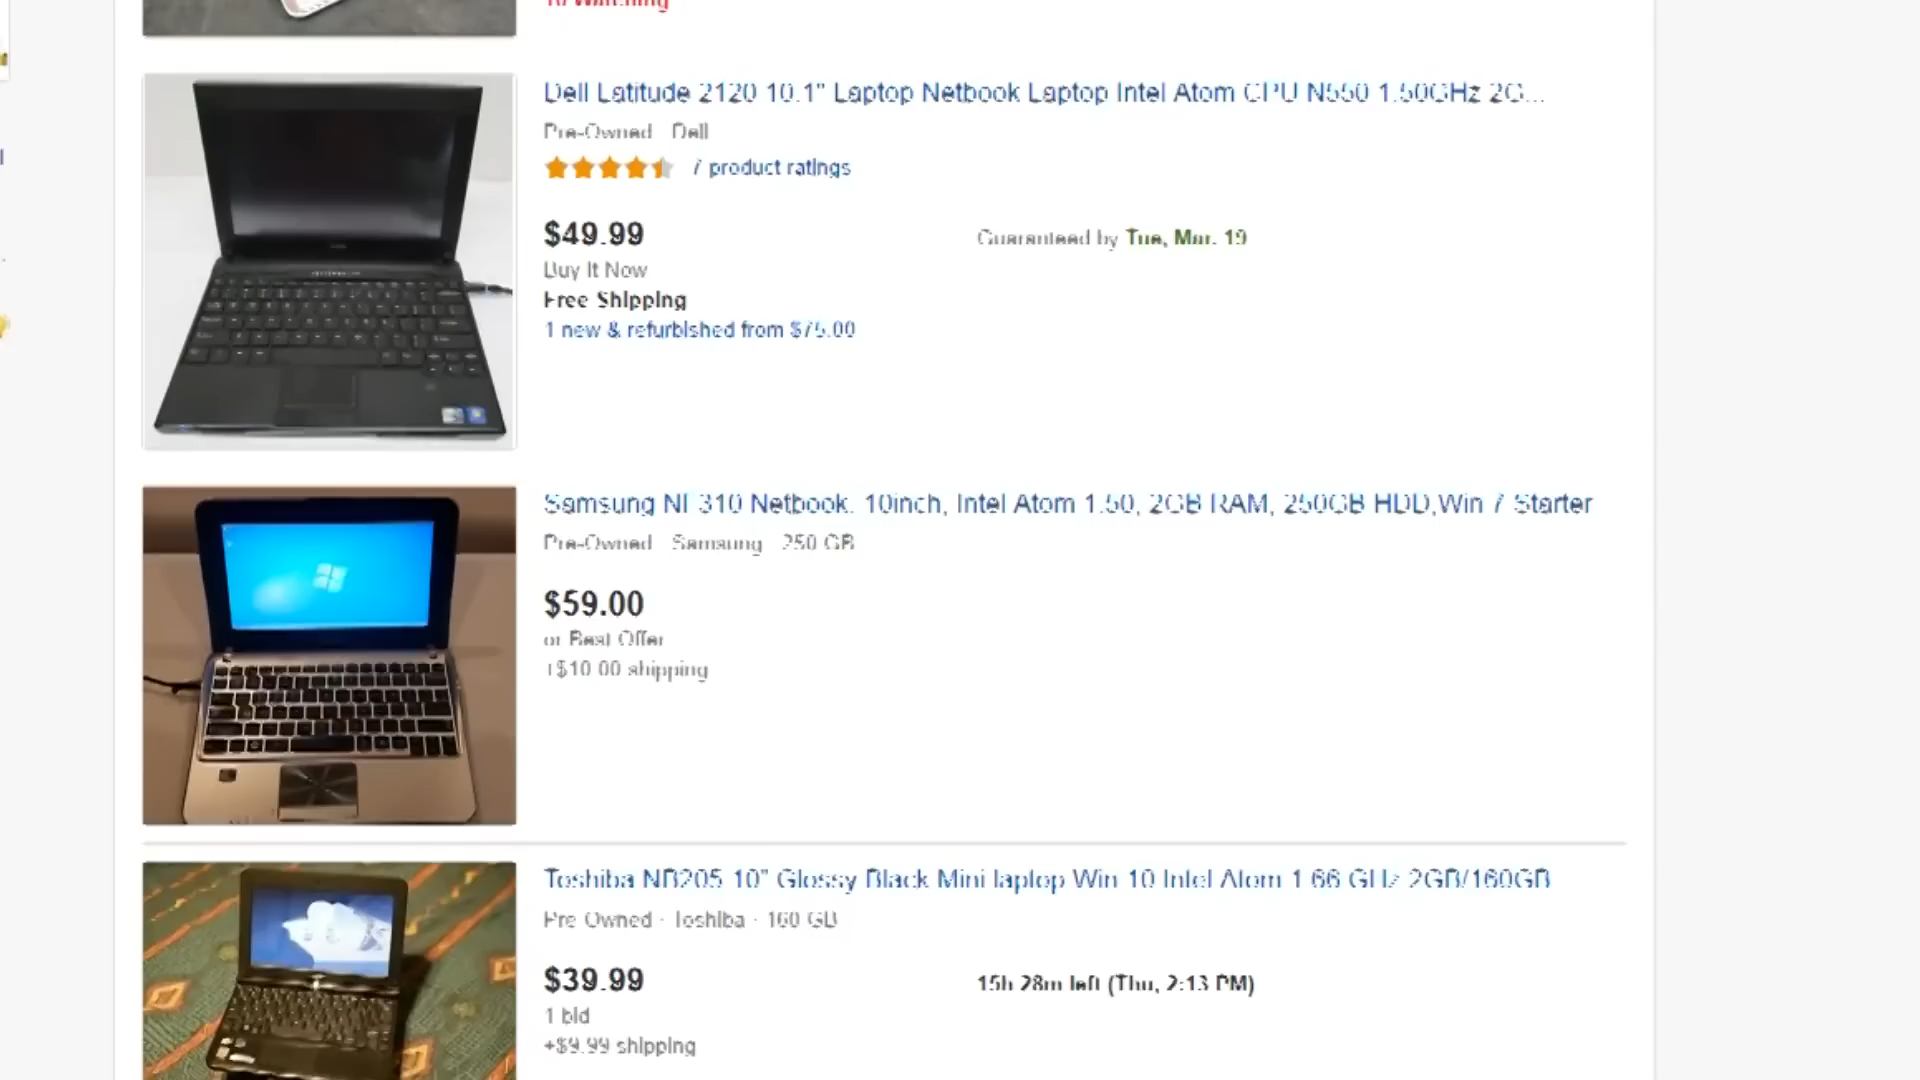 Dell Latitude 2120 10.1" Laptop Netbook Laptop Intel Atom CPU N550 1.50GHz 2G...
Pre-Owned · Dell
7 product ratings
$49.99
Guaranteed by Tue, Mar. 19
Buy It Now
Free Shipping
1 new & refurbished from $75.00
Samsung NF310 Netbook. 10inch, Intel Atom 1.50, 2GB RAM, 250GB HDD,Win 7 Starter
Pre-Owned · Samsung · 250 GB
$59.00
or Best Offer
+$10.00 shipping
Toshiba NB205 10" Glossy Black Mini laptop Win 10 Intel Atom 1.66 GHz 2GB/160GB
Pre-Owned · Toshiba · 160 GB
$39.99
15h 28m left (Thu, 2:13 PM)
1 bid
+$9.99 shipping